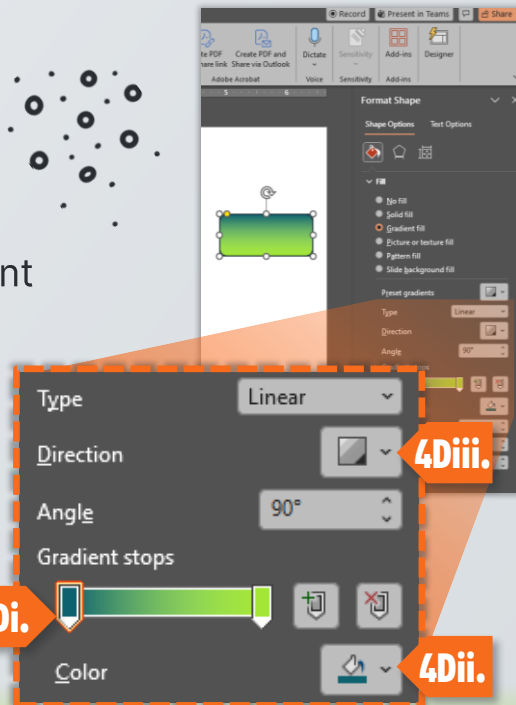 Record
Present in Teams
Share
te PDF
hare link
Create PDF and
Share via Outlook
Dictate
Sensitivity
Add-ins
Designer
Adobe Acrobat
Voice
Sensitivity
Add-ins
5
6
Format Shape
Shape Options
Text Options
Fill
No fill
Solid fill
Gradient fill
Picture or texture fill
Pattern fill
Slide background fill
Preset gradients
Type
Linear
Direction
Angle
90°
nt
Type
Linear
Direction
4Diii.
Angle
90°
Gradient stops
Di.
Color
4Dii.